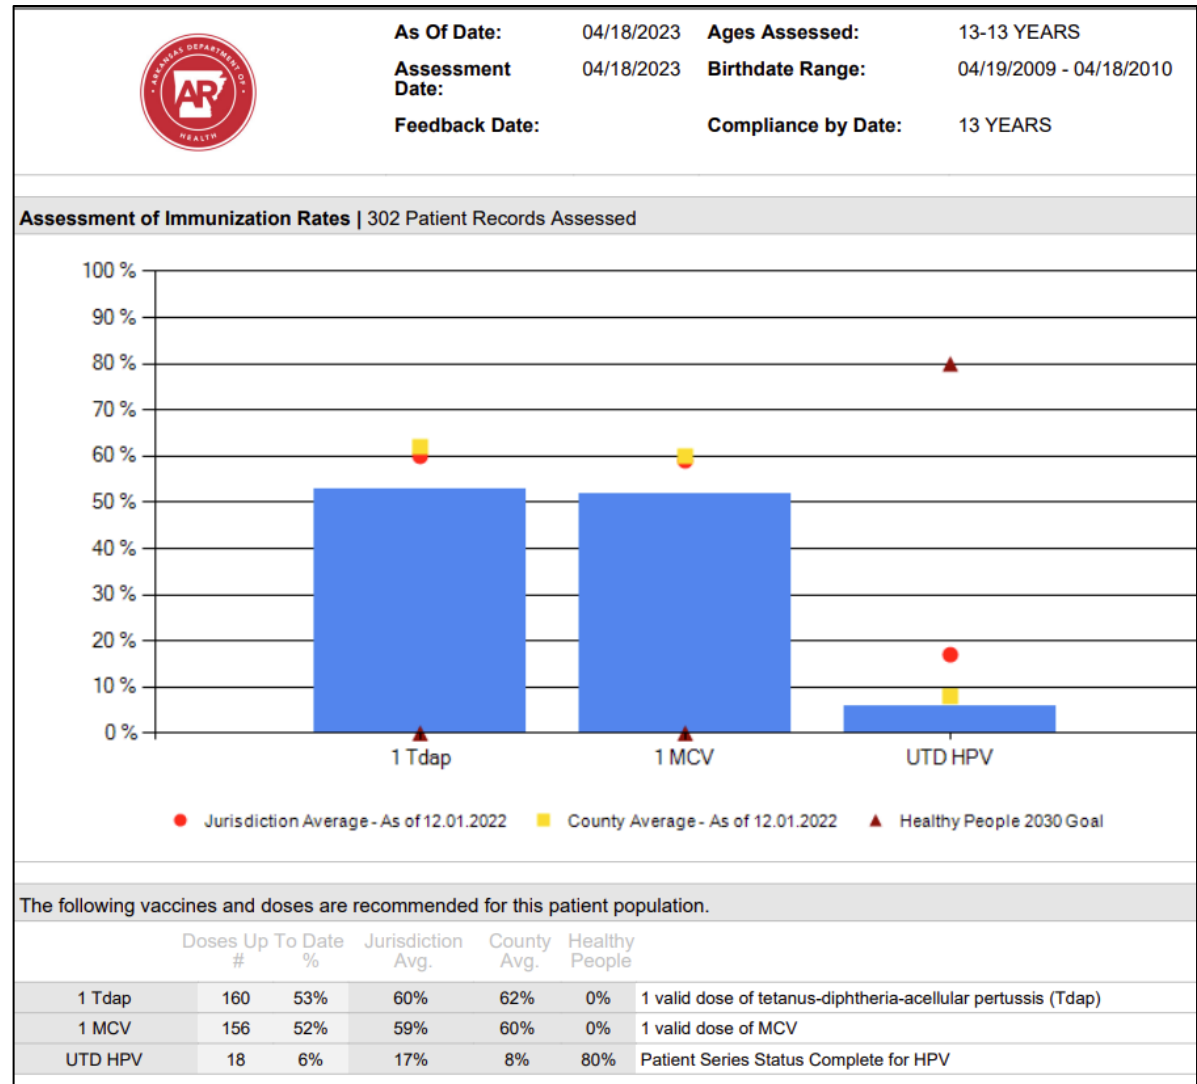 ARKANSAS DEPARTMENT OF
AR
HEALTH
As Of Date: 04/18/2023 Ages Assessed: 13-13 YEARS
Assessment Date: 04/18/2023 Birthdate Range: 04/19/2009 - 04/18/2010
Feedback Date: Compliance by Date: 13 YEARS
Assessment of Immunization Rates | 302 Patient Records Assessed
100 %
90 %
80 %
70 %
60 %
50 %
40 %
30 %
20 %
10 %
0 %
1 Tdap 1 MCV UTD HPV
Jurisdiction Average - As of 12.01.2022 County Average - As of 12.01.2022 Healthy People 2030 Goal
The following vaccines and doses are recommended for this patient population.
Doses Up To Date Jurisdiction County Healthy
# % Avg. Avg. People
1 Tdap 160 53% 60% 62% 0% 1 valid dose of tetanus-diphtheria-acellular pertussis (Tdap)
1 MCV 156 52% 59% 60% 0% 1 valid dose of MCV
UTD HPV 18 6% 17% 8% 80% Patient Series Status Complete for HPV